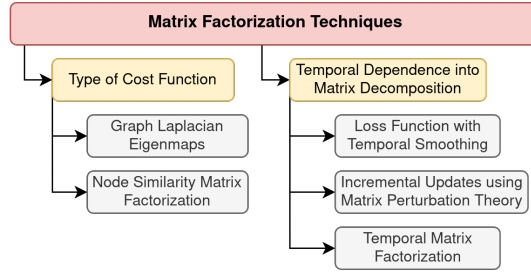 Matrix Factorization Techniques
Type of Cost Function
Graph Laplacian
Eigenmaps
Node Similarity Matrix
Factorization
Temporal Dependence into
Matrix Decomposition
Loss Function with
Temporal Smoothing
Incremental Updates using
Matrix Perturbation Theory
Temporal Matrix
Factorization